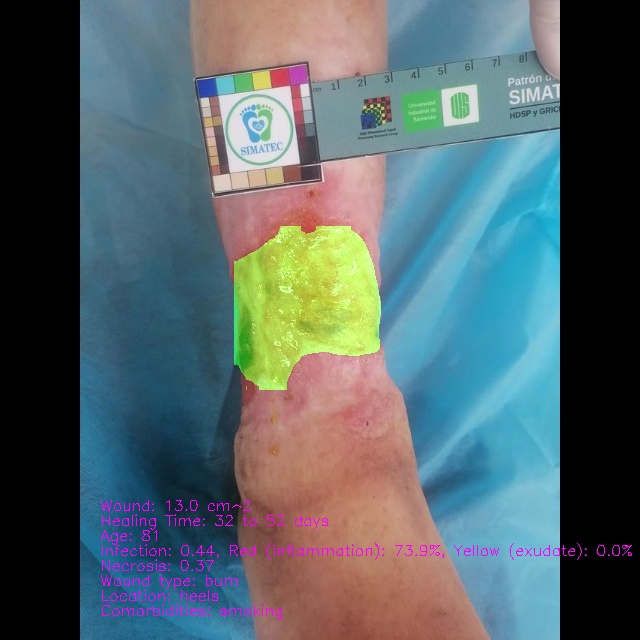 cm 1 2 3 4 5 6 7 8
Patrón d
SIMAT
HDSP y GRIC
Universidad
Industrial de
Santander
UIS
SIMATEC
Wound: 13.0 cm^2
Healing Time: 32 to 52 days
Age: 81
Infection: 0.44, Red (inflammation): 73.9%, Yellow (exudate): 0.0%
Necrosis: 0.37
Wound type: burn
Location: heels
Comorbidities: smoking